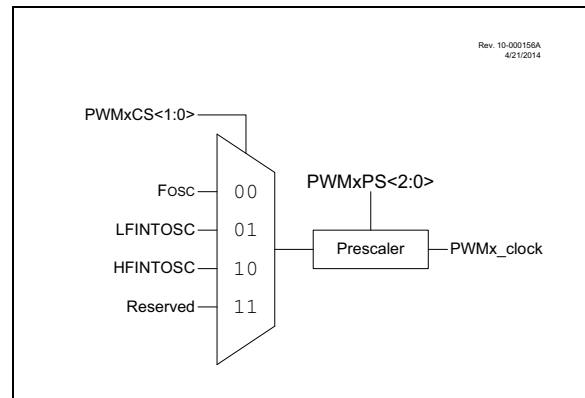 Rev. 10-000156A
4/21/2014
PWMxCS<1:0>
FOSC 00
LFINTOSC 01
HFINTOSC 10
Reserved 11
PWMxPS<2:0>
Prescaler
PWMx_clock